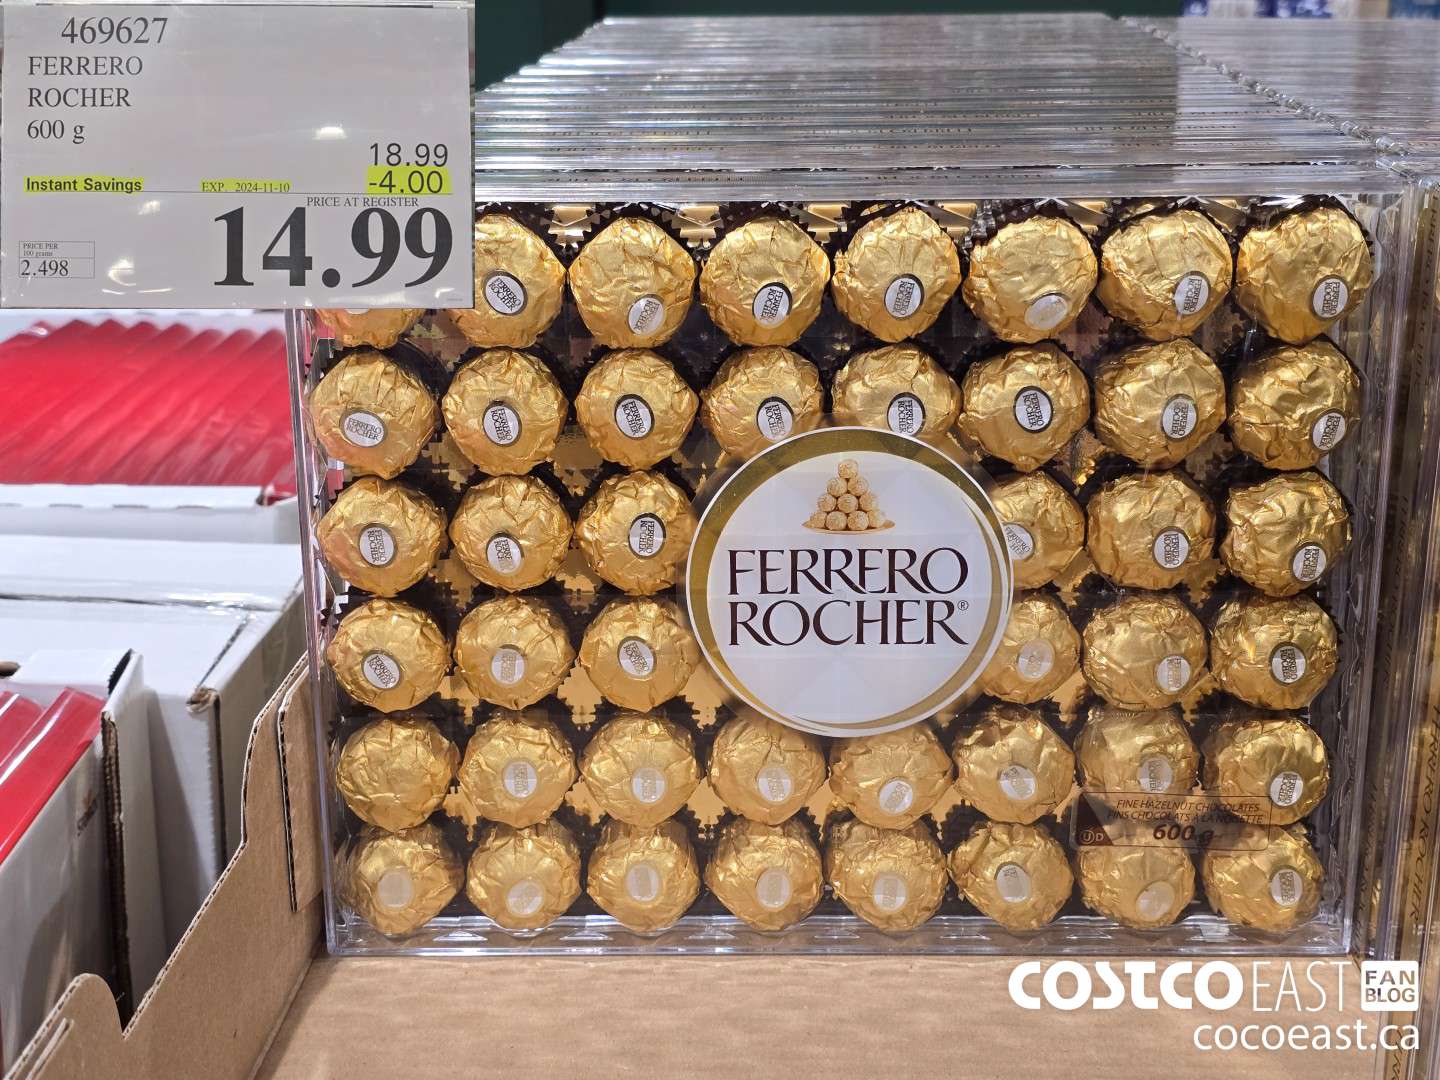 469627
FERRERO
ROCHER
600 g
18.99
Instant Savings EXP. 2024-11-10 -4.00
PRICE AT REGISTER
14.99
PRICE PER
100 grams
2.498
FERRERO
ROCHER®
FINE HAZELNUT CHOCOLATES
FINS CHOCOLATS À LA NOISETTE
UD 600 g
COSTCO EAST FAN
BLOG
cocoeast.ca